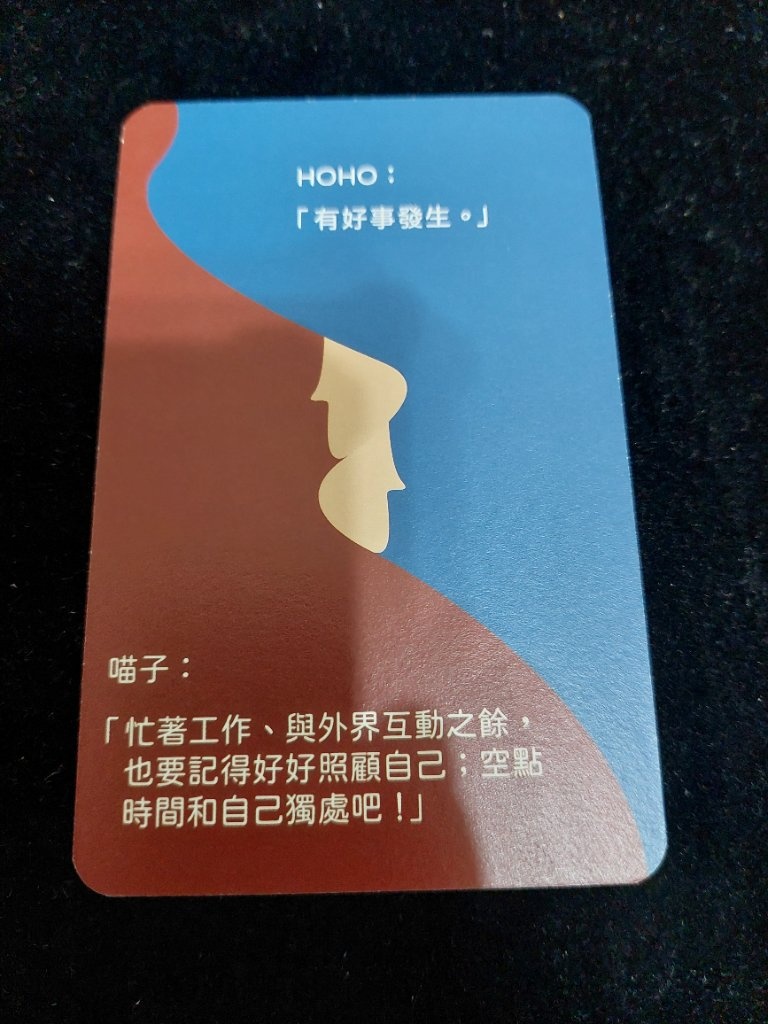 HOHO：
「有好事發生。」
喵子：
「忙著工作、與外界互動之餘，
也要記得好好照顧自己；空點
時間和自己獨處吧！」